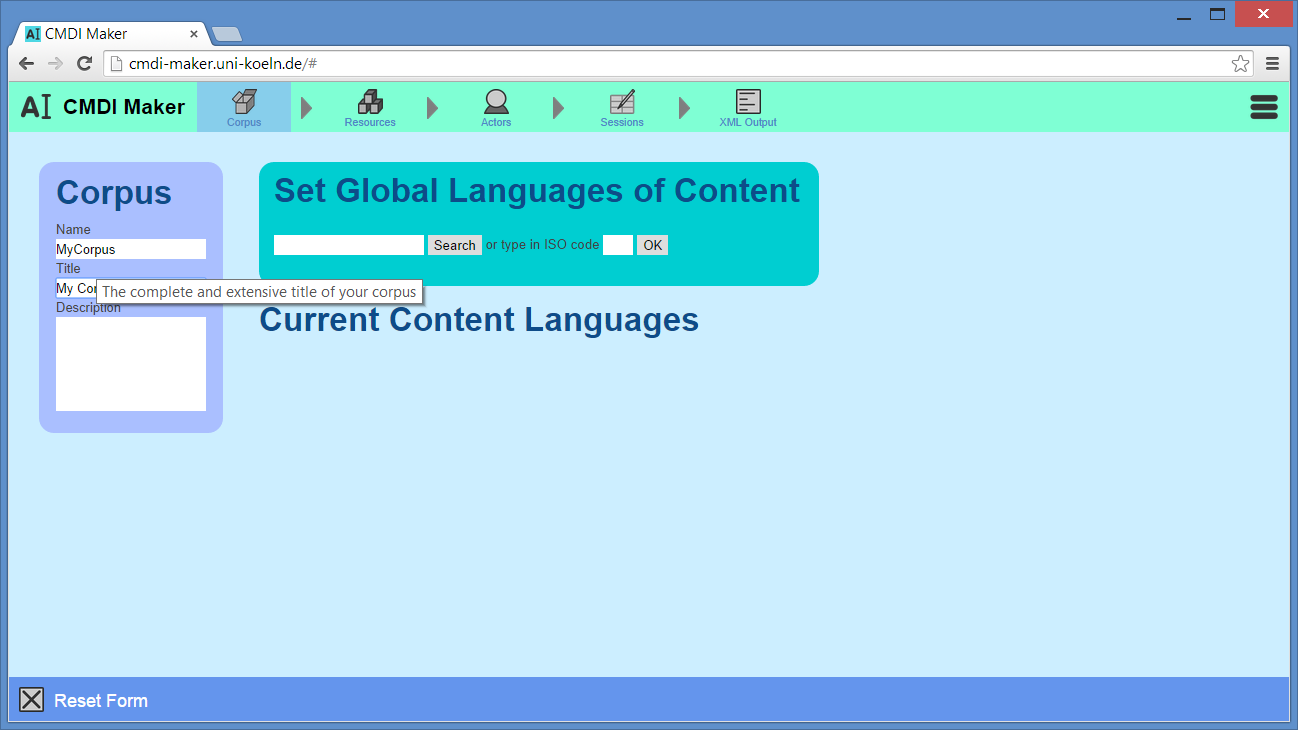 AI CMDI Maker
cmdi-maker.uni-koeln.de/#
AI CMDI Maker
Corpus
Resources
Actors
Sessions
XML Output
Corpus
Name
MyCorpus
Title
My
The complete and extensive title of your corpus
Description
Set Global Languages of Content
Search or type in ISO code OK
Current Content Languages
Reset Form